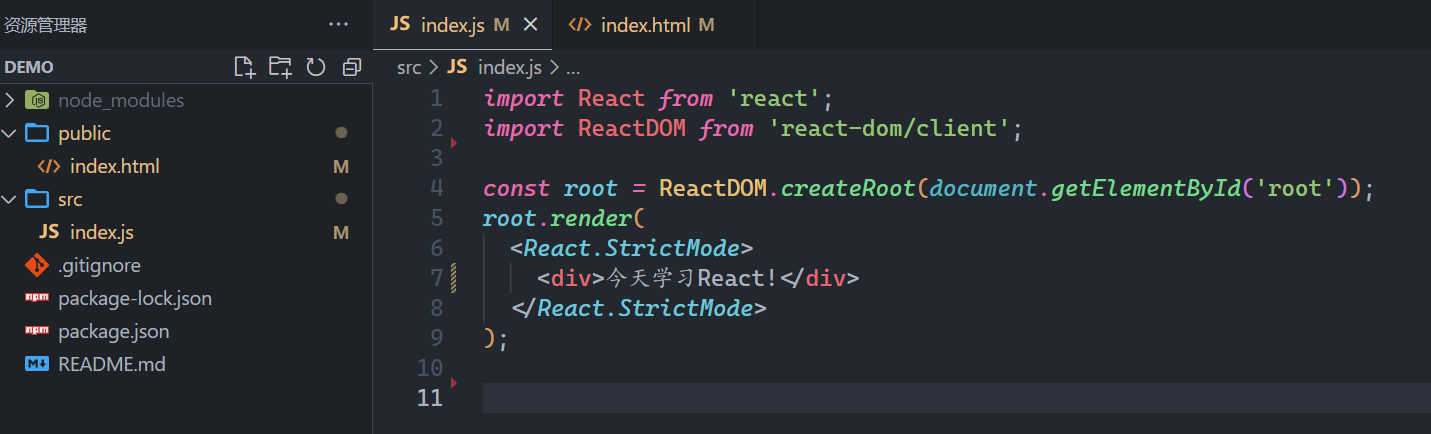 资源管理器 ···
JS index.js M × <> index.html M
DEMO
src > JS index.js > ...
node_modules
public
<> index.html M
src
JS index.js M
.gitignore
npm package-lock.json
npm package.json
M README.md
1 import React from 'react';
2 import ReactDOM from 'react-dom/client';
3
4 const root = ReactDOM.createRoot(document.getElementById('root'));
5 root.render(
6 <React.StrictMode>
7 <div>今天学习React!</div>
8 </React.StrictMode>
9 );
10
11